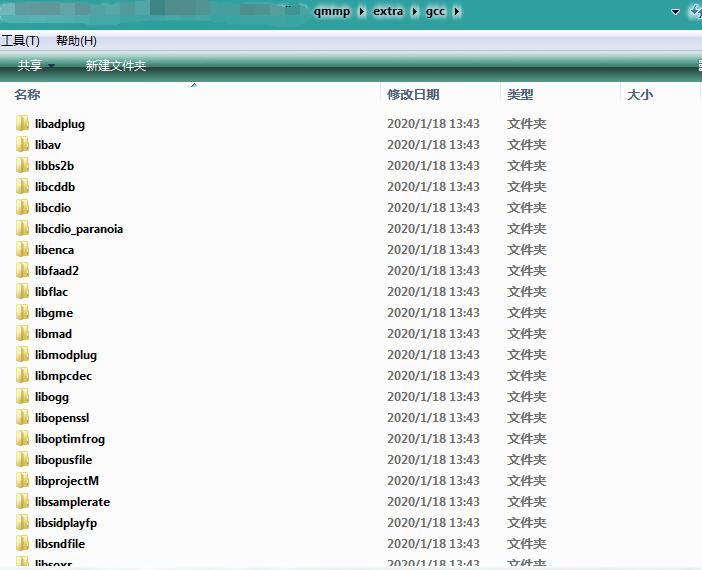 qmmp extra gcc
工具(T) 帮助(H)
共享 新建文件夹
名称 修改日期 类型 大小
libadplug 2020/1/18 13:43 文件夹
libav 2020/1/18 13:43 文件夹
libbs2b 2020/1/18 13:43 文件夹
libcddb 2020/1/18 13:43 文件夹
libcdio 2020/1/18 13:43 文件夹
libcdio_paranoia 2020/1/18 13:43 文件夹
libenca 2020/1/18 13:43 文件夹
libfaad2 2020/1/18 13:43 文件夹
libflac 2020/1/18 13:43 文件夹
libgme 2020/1/18 13:43 文件夹
libmad 2020/1/18 13:43 文件夹
libmodplug 2020/1/18 13:43 文件夹
libmpcdec 2020/1/18 13:43 文件夹
libogg 2020/1/18 13:43 文件夹
libopenssl 2020/1/18 13:43 文件夹
liboptimfrog 2020/1/18 13:43 文件夹
libopusfile 2020/1/18 13:43 文件夹
libprojectM 2020/1/18 13:43 文件夹
libsamplerate 2020/1/18 13:43 文件夹
libsidplayfp 2020/1/18 13:43 文件夹
libsndfile 2020/1/18 13:43 文件夹
libsoxr 2020/1/18 13:43 文件夹